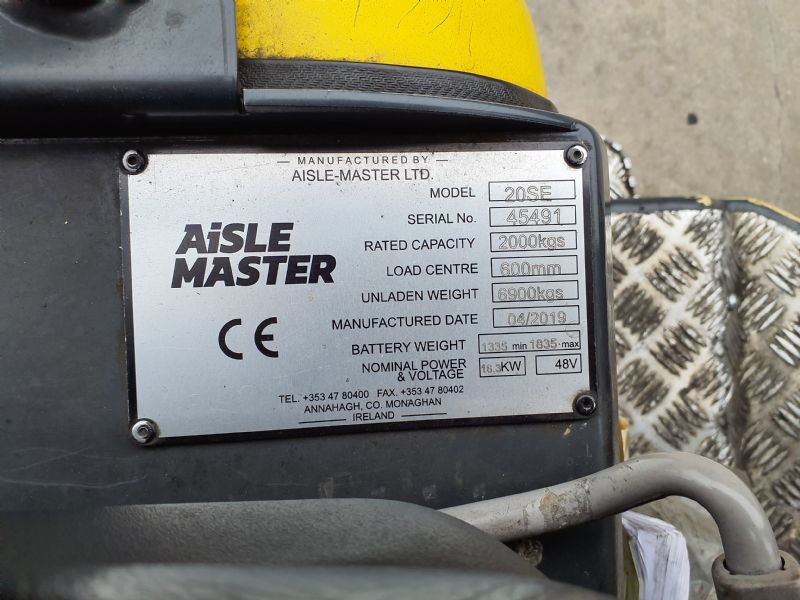 MANUFACTURED BY
AISLE-MASTER LTD.
AiSLE
MASTER
CE
MODEL 20SE
SERIAL No. 45491
RATED CAPACITY 2000kgs
LOAD CENTRE 600mm
UNLADEN WEIGHT 6900kgs
MANUFACTURED DATE 04/2019
BATTERY WEIGHT 1335 min 1835 max
NOMINAL POWER
& VOLTAGE 16.3KW 48V
TEL. +353 47 80400 FAX. +353 47 80402
ANNAHAGH, CO. MONAGHAN
IRELAND